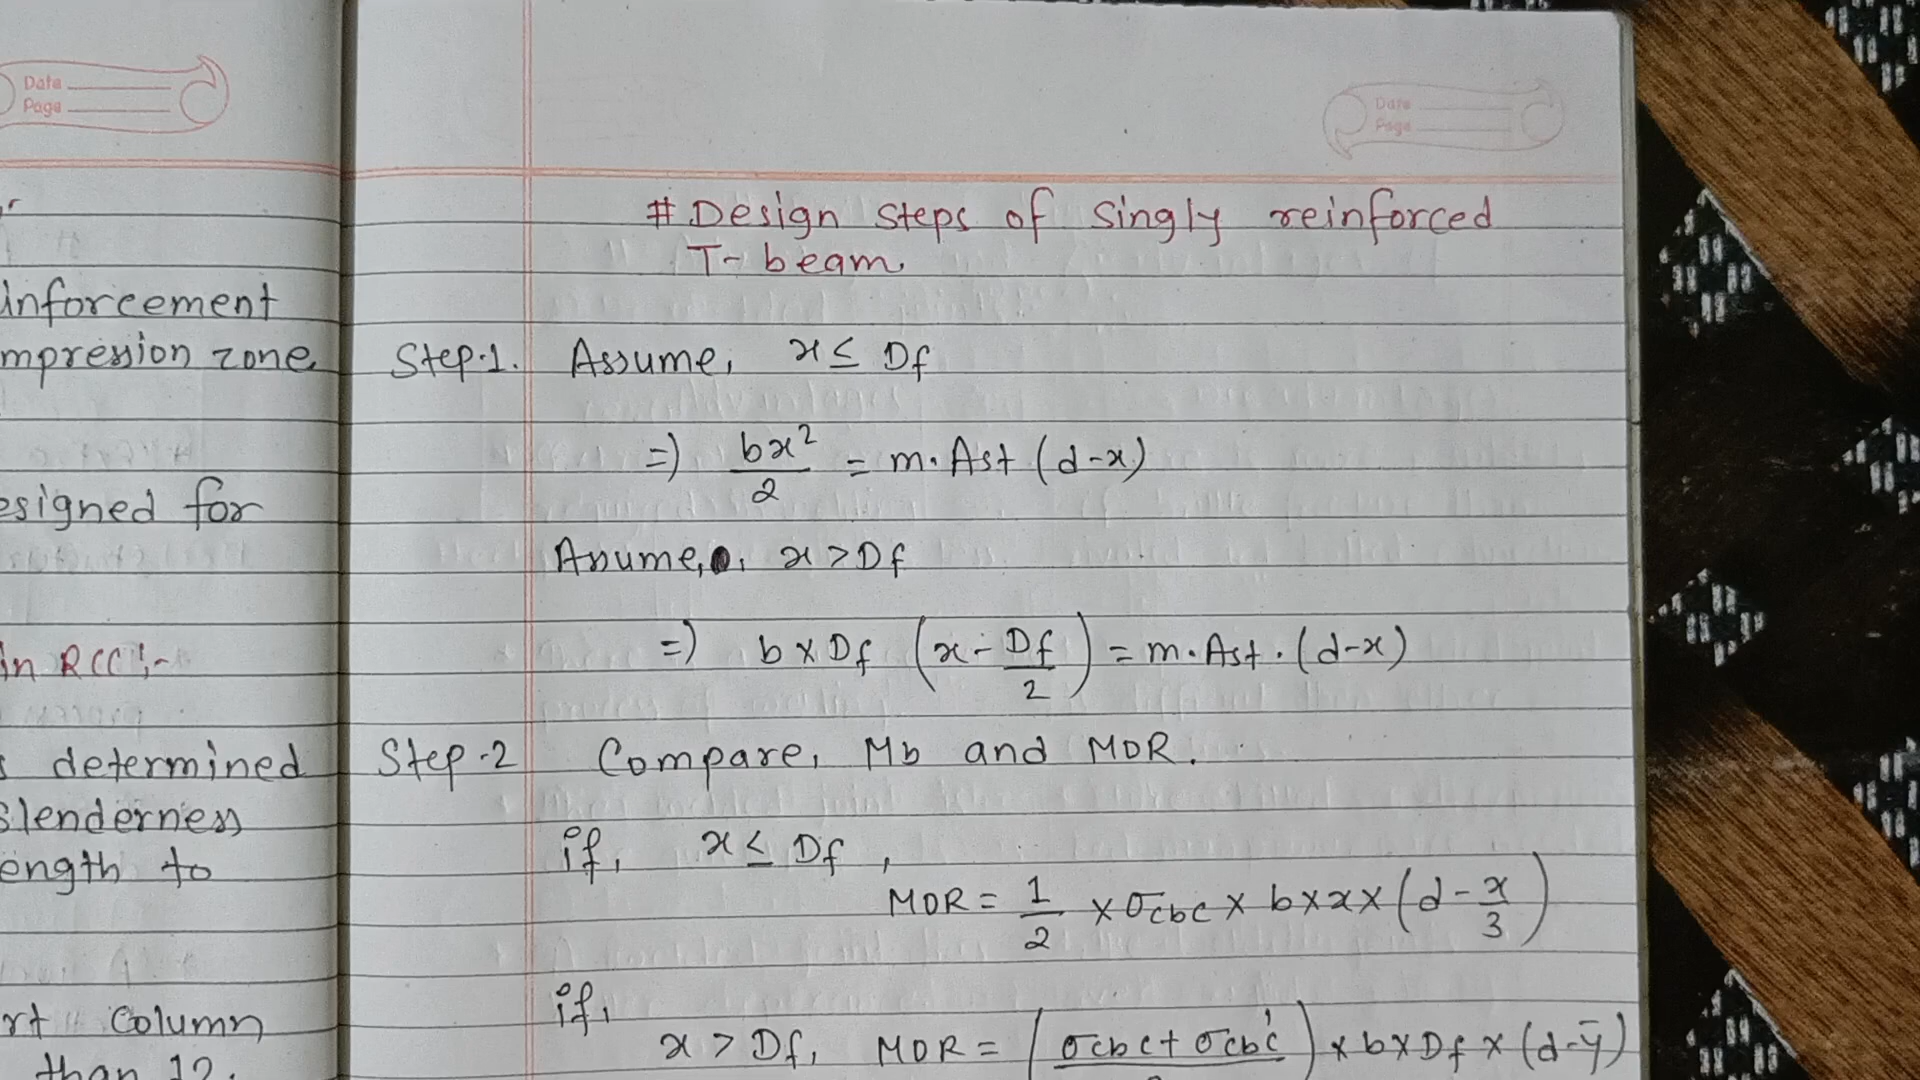 Date
Page
inforcement
mpression zone
esigned for
in RCC:-
s determined
slenderness
ength to
rt column
than 12.
Date
Page
# Design steps of singly reinforced
T- beam.
Step-1. Assume, x ≤ Df
=) bx²/2 = m.Ast (d-x)
Assume, x > Df
=) b x Df (x - Df/2) = m.Ast.(d-x)
Step-2 Compare, Mb and MOR.
if, x ≤ Df,
MOR = 1/2 x σcbc x b x x x (d - x/3)
if,
x > Df, MOR = (σcbc + σcbc') x b x Df x (d-ȳ)